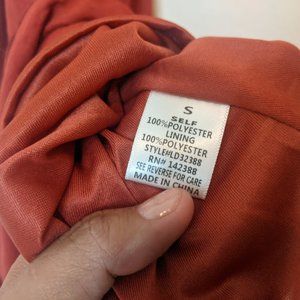 S
SELF
100%POLYESTER
LINING
100%POLYESTER
STYLE#LD32388
RN# 142388
SEE REVERSE FOR CARE
MADE IN CHINA